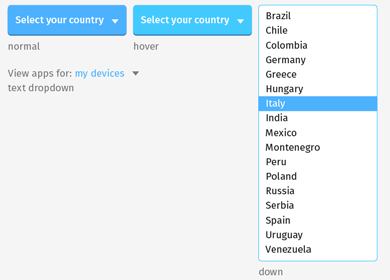 Select your country
normal
Select your country
hover
View apps for: my devices
text dropdown
Brazil
Chile
Colombia
Germany
Greece
Hungary
Italy
India
Mexico
Montenegro
Peru
Poland
Russia
Serbia
Spain
Uruguay
Venezuela
down